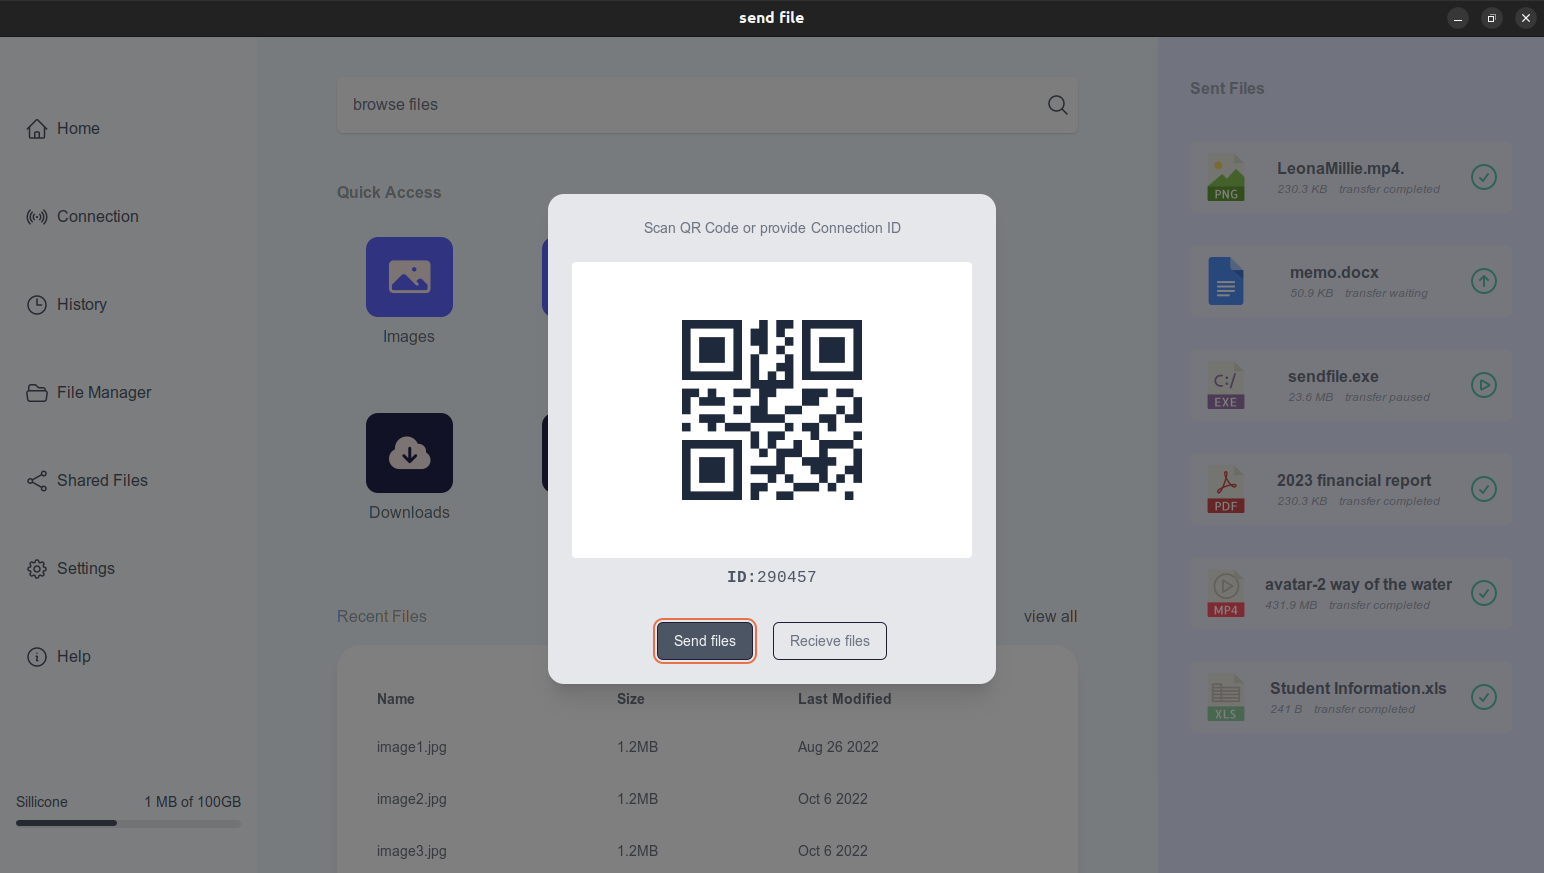 send file
Home
Connection
History
File Manager
Shared Files
Settings
Help
Sillicone 1 MB of 100GB
browse files
Quick Access
Images
Downloads
Recent Files view all
Name Size Last Modified
image1.jpg 1.2MB Aug 26 2022
image2.jpg 1.2MB Oct 6 2022
image3.jpg 1.2MB Oct 6 2022
Scan QR Code or provide Connection ID
ID:290457
Send files Recieve files
Sent Files
PNG
LeonaMillie.mp4.
230.3 KB transfer completed
memo.docx
50.9 KB transfer waiting
C:/
EXE
sendfile.exe
23.6 MB transfer paused
PDF
2023 financial report
230.3 KB transfer completed
MP4
avatar-2 way of the water
431.9 MB transfer completed
XLS
Student Information.xls
241 B transfer completed